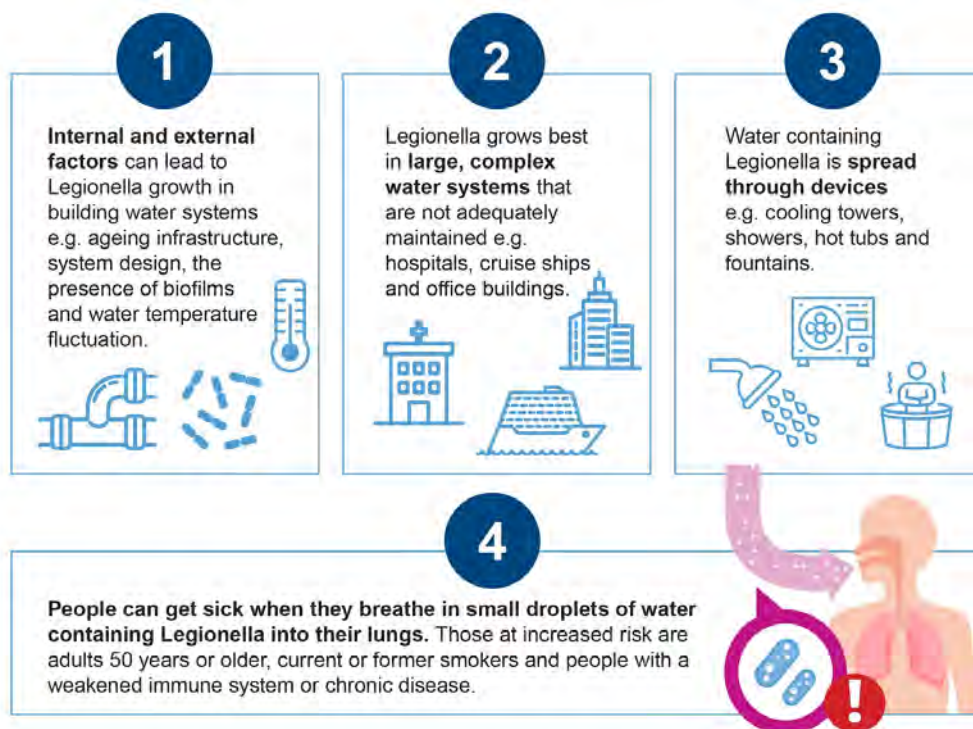 1
Internal and external
factors can lead to
Legionella growth in
building water systems
e.g. ageing infrastructure,
system design, the
presence of biofilms
and water temperature
fluctuation.
2
Legionella grows best
in large, complex
water systems that
are not adequately
maintained e.g.
hospitals, cruise ships
and office buildings.
3
Water containing
Legionella is spread
through devices
e.g. cooling towers,
showers, hot tubs and
fountains.
4
People can get sick when they breathe in small droplets of water
containing Legionella into their lungs. Those at increased risk are
adults 50 years or older, current or former smokers and people with a
weakened immune system or chronic disease.
!